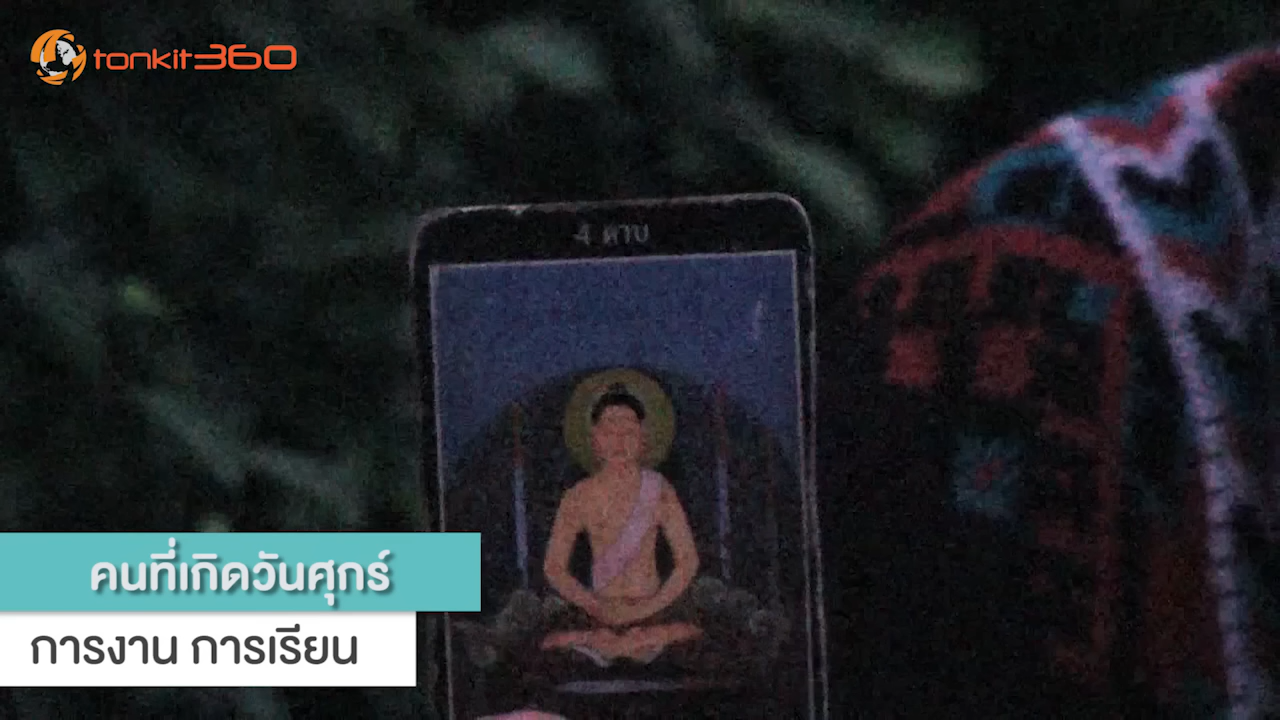 tonkit360
4 ดาบ
คนที่เกิดวันศุกร์
การงาน การเรียน